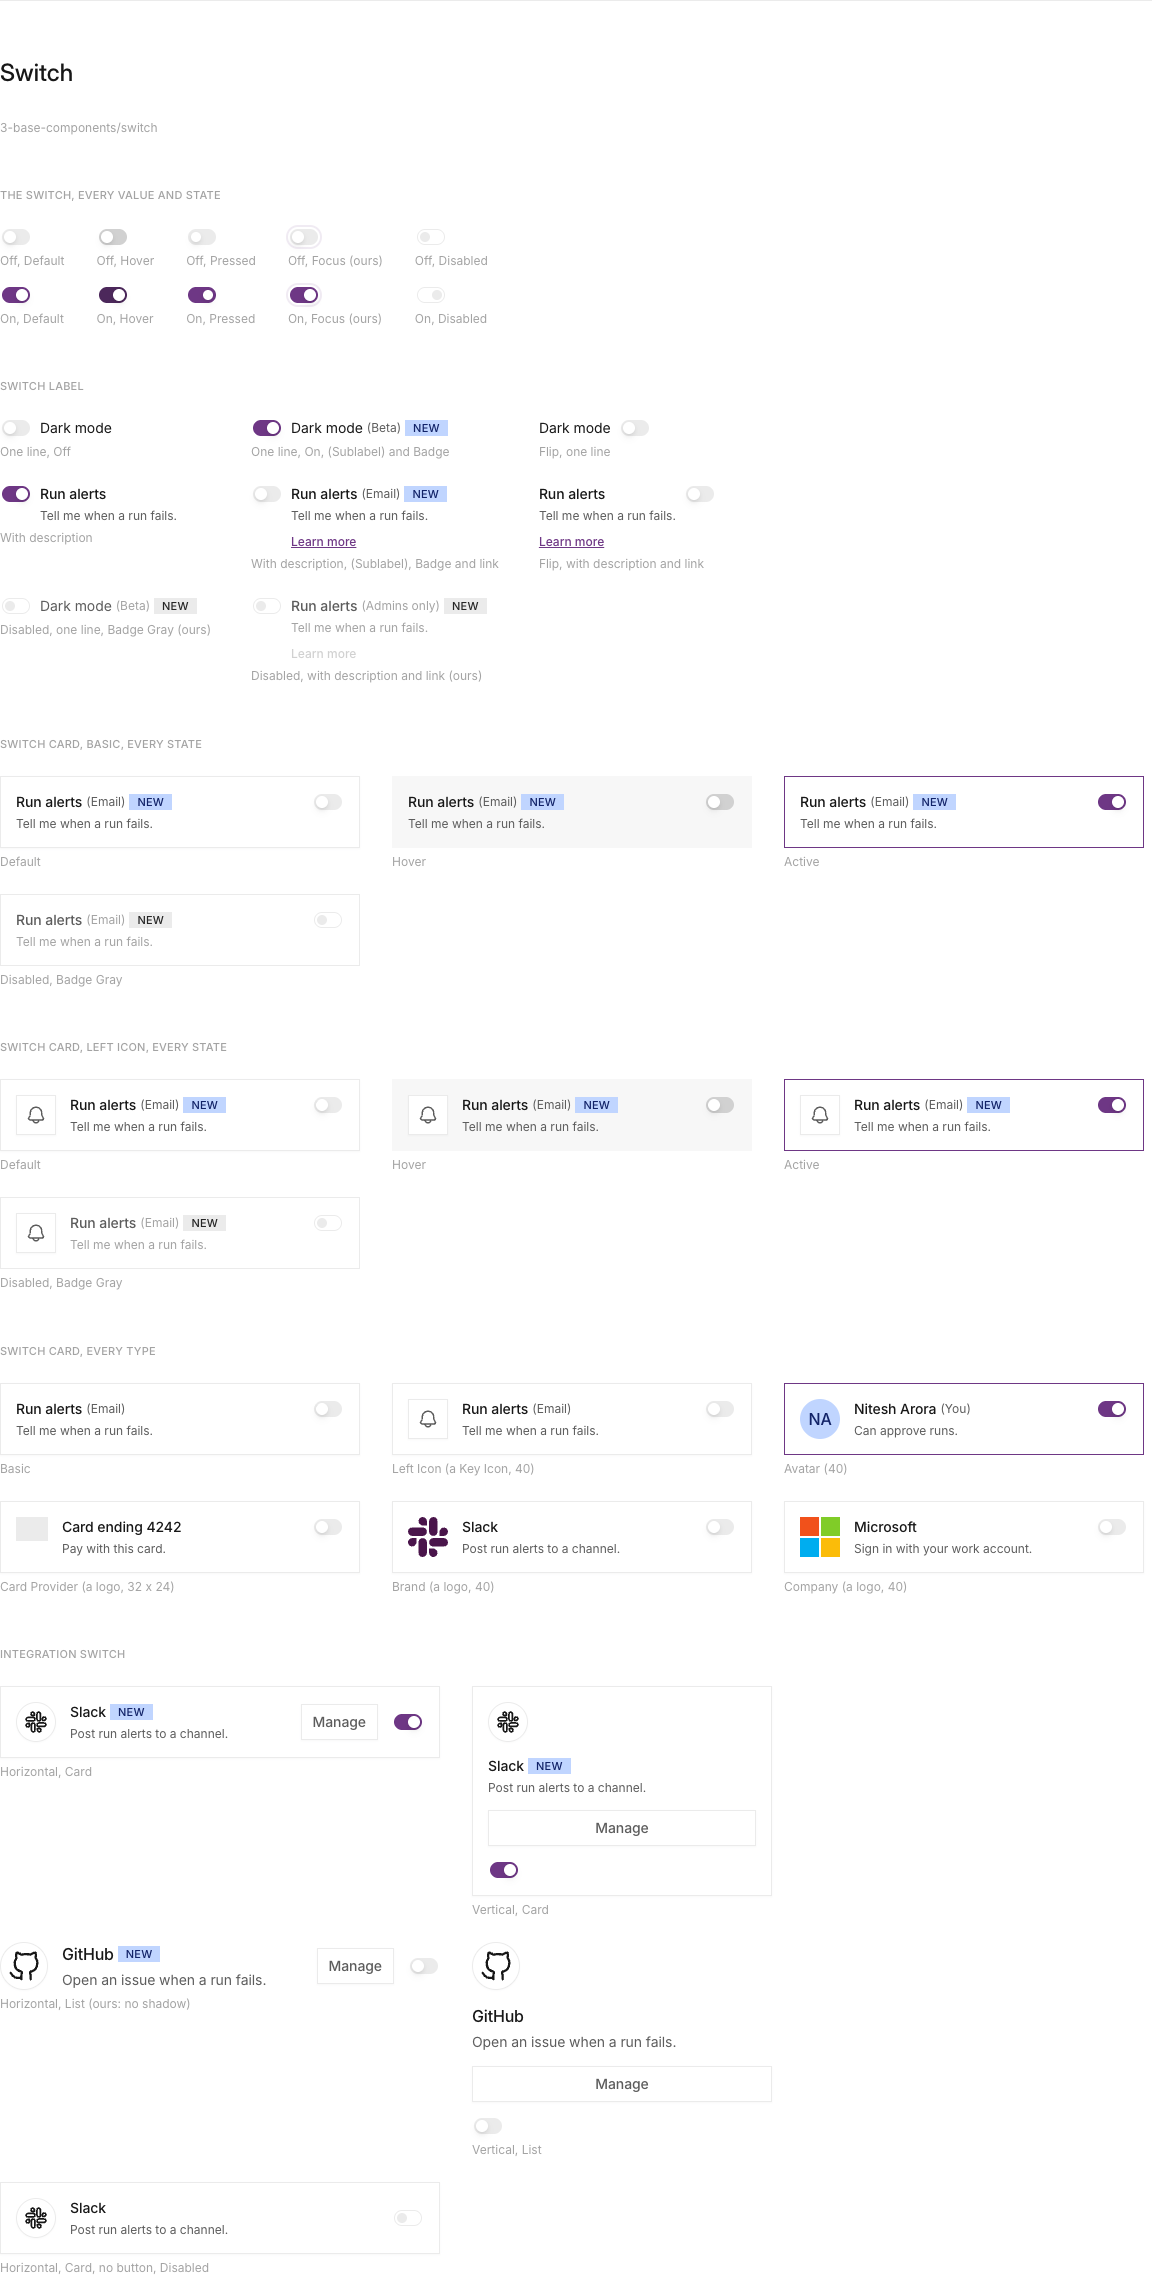 Switch
3-base-components/switch
THE SWITCH, EVERY VALUE AND STATE
Off, Default
Off, Hover
Off, Pressed
Off, Focus (ours)
Off, Disabled
On, Default
On, Hover
On, Pressed
On, Focus (ours)
On, Disabled
SWITCH LABEL
Dark mode
One line, Off
Dark mode (Beta) NEW
One line, On, (Sublabel) and Badge
Dark mode
Flip, one line
Run alerts
Tell me when a run fails.
With description
Run alerts (Email) NEW
Tell me when a run fails.
Learn more
With description, (Sublabel), Badge and link
Run alerts
Tell me when a run fails.
Learn more
Flip, with description and link
Dark mode (Beta) NEW
Disabled, one line, Badge Gray (ours)
Run alerts (Admins only) NEW
Tell me when a run fails.
Learn more
Disabled, with description and link (ours)
SWITCH CARD, BASIC, EVERY STATE
Run alerts (Email) NEW
Tell me when a run fails.
Default
Run alerts (Email) NEW
Tell me when a run fails.
Hover
Run alerts (Email) NEW
Tell me when a run fails.
Active
Run alerts (Email) NEW
Tell me when a run fails.
Disabled, Badge Gray
SWITCH CARD, LEFT ICON, EVERY STATE
Run alerts (Email) NEW
Tell me when a run fails.
Default
Run alerts (Email) NEW
Tell me when a run fails.
Hover
Run alerts (Email) NEW
Tell me when a run fails.
Active
Run alerts (Email) NEW
Tell me when a run fails.
Disabled, Badge Gray
SWITCH CARD, EVERY TYPE
Run alerts (Email)
Tell me when a run fails.
Basic
Run alerts (Email)
Tell me when a run fails.
Left Icon (a Key Icon, 40)
NA
Nitesh Arora (You)
Can approve runs.
Avatar (40)
Card ending 4242
Pay with this card.
Card Provider (a logo, 32 x 24)
Slack
Post run alerts to a channel.
Brand (a logo, 40)
Microsoft
Sign in with your work account.
Company (a logo, 40)
INTEGRATION SWITCH
Slack NEW
Post run alerts to a channel.
Manage
Horizontal, Card
Slack NEW
Post run alerts to a channel.
Manage
Vertical, Card
GitHub NEW
Open an issue when a run fails.
Manage
Horizontal, List (ours: no shadow)
GitHub
Open an issue when a run fails.
Manage
Vertical, List
Slack
Post run alerts to a channel.
Horizontal, Card, no button, Disabled